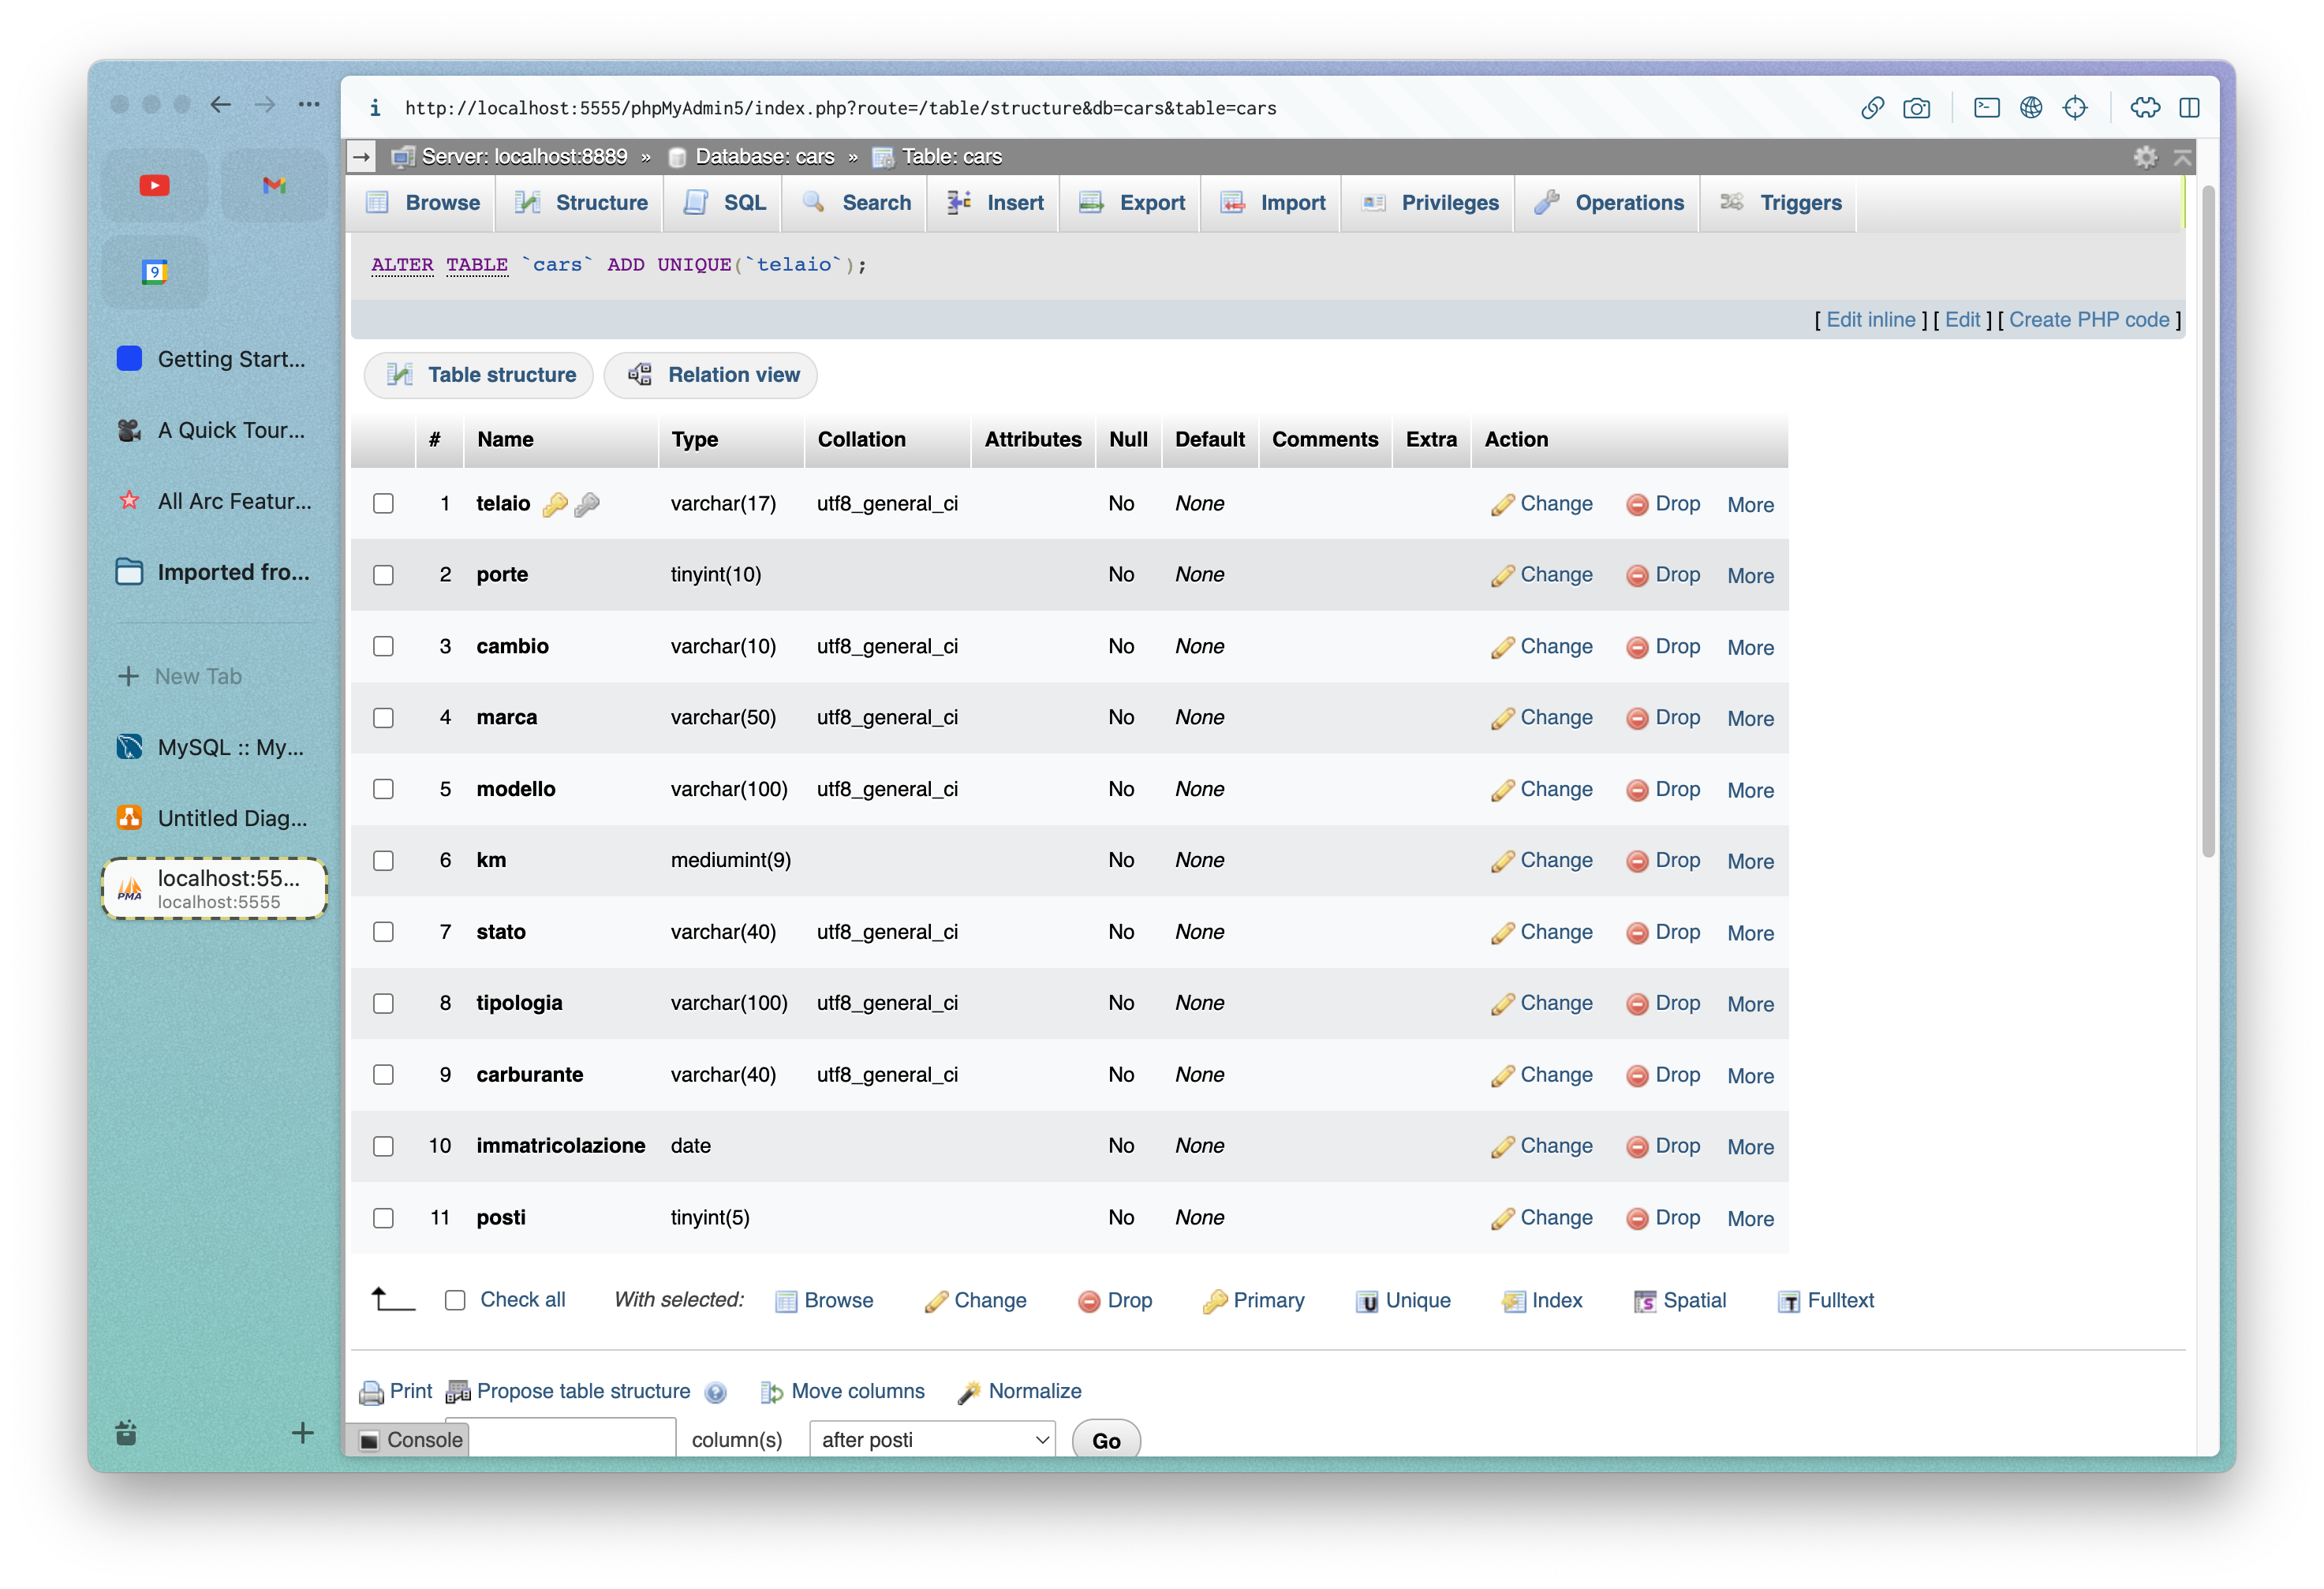 http://localhost:5555/phpMyAdmin5/index.php?route=/table/structure&db=cars&table=cars
Server: localhost:8889 » Database: cars » Table: cars
Browse Structure SQL Search Insert Export Import Privileges Operations Triggers
ALTER TABLE `cars` ADD UNIQUE(`telaio`);
[ Edit inline ] [ Edit ] [ Create PHP code ]
Table structure Relation view
# Name Type Collation Attributes Null Default Comments Extra Action
1 telaio varchar(17) utf8_general_ci No None Change Drop More
2 porte tinyint(10) No None Change Drop More
3 cambio varchar(10) utf8_general_ci No None Change Drop More
4 marca varchar(50) utf8_general_ci No None Change Drop More
5 modello varchar(100) utf8_general_ci No None Change Drop More
6 km mediumint(9) No None Change Drop More
7 stato varchar(40) utf8_general_ci No None Change Drop More
8 tipologia varchar(100) utf8_general_ci No None Change Drop More
9 carburante varchar(40) utf8_general_ci No None Change Drop More
10 immatricolazione date No None Change Drop More
11 posti tinyint(5) No None Change Drop More
Check all With selected: Browse Change Drop Primary Unique Index Spatial Fulltext
Print Propose table structure Move columns Normalize
Console column(s) after posti Go
9
Getting Start...
A Quick Tour...
All Arc Featur...
Imported fro...
New Tab
MySQL :: My...
Untitled Diag...
PMA
localhost:55...
localhost:5555